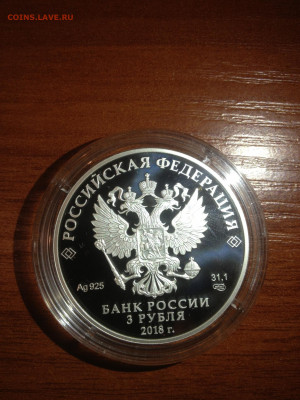 COINS.LAVE.RU
РОССИЙСКАЯ ФЕДЕРАЦИЯ
Ag 925
31.1
БАНК РОССИИ
3 РУБЛЯ
2018 г.